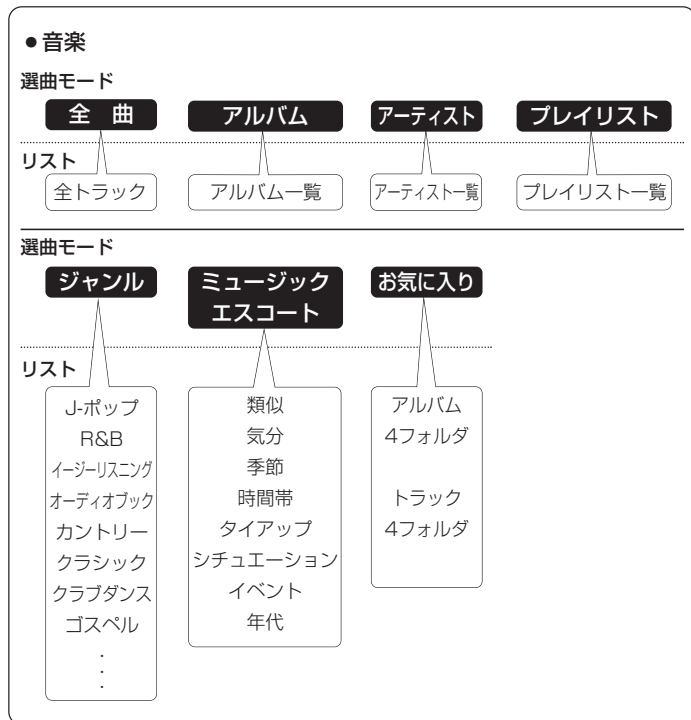 ●音楽
選曲モード
全 曲
アルバム
アーティスト
プレイリスト
リスト
全トラック
アルバム一覧
アーティスト一覧
プレイリスト一覧
選曲モード
ジャンル
ミュージック
エスコート
お気に入り
リスト
J-ポップ
R&B
イージーリスニング
オーディオブック
カントリー
クラシック
クラブダンス
ゴスペル
・
・
・
類似
気分
季節
時間帯
タイアップ
シチュエーション
イベント
年代
アルバム
4フォルダ
トラック
4フォルダ